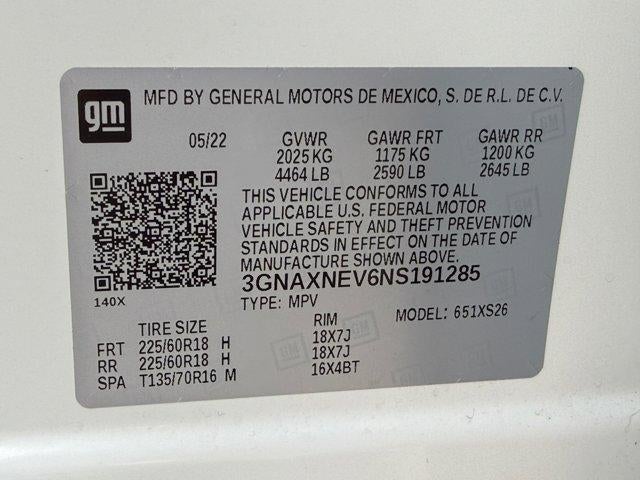 gm
MFD BY GENERAL MOTORS DE MEXICO, S. DE R.L. DE C.V.
05/22 GVWR GAWR FRT GAWR RR
2025 KG 1175 KG 1200 KG
4464 LB 2590 LB 2645 LB
THIS VEHICLE CONFORMS TO ALL
APPLICABLE U.S. FEDERAL MOTOR
VEHICLE SAFETY AND THEFT PREVENTION
STANDARDS IN EFFECT ON THE DATE OF
MANUFACTURE SHOWN ABOVE.
3GNAXNEV6NS191285
140X
TYPE: MPV MODEL: 651XS26
TIRE SIZE RIM
FRT 225/60R18 H 18X7J
RR 225/60R18 H 18X7J
SPA T135/70R16 M 16X4BT